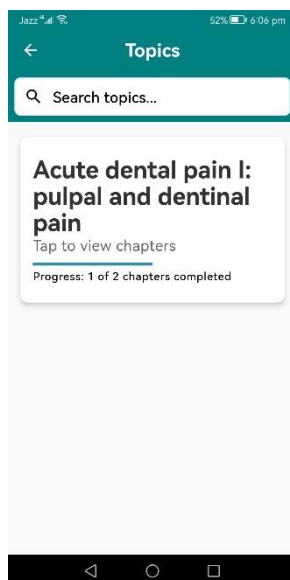 Jazz 52% 6:06 pm
Topics
Search topics...
Acute dental pain I:
pulpal and dentinal
pain
Tap to view chapters
Progress: 1 of 2 chapters completed